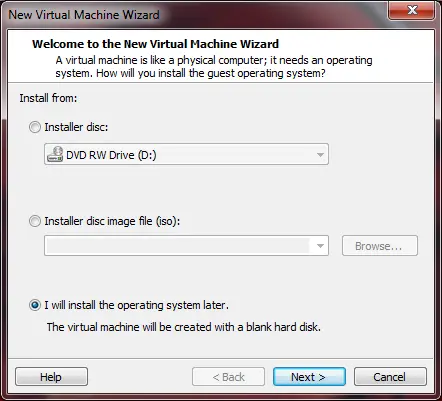 New Virtual Machine Wizard
Welcome to the New Virtual Machine Wizard
A virtual machine is like a physical computer; it needs an operating
system. How will you install the guest operating system?
Install from:
Installer disc:
DVD RW Drive (D:)
Installer disc image file (iso):
Browse...
I will install the operating system later.
The virtual machine will be created with a blank hard disk.
Help
< Back
Next >
Cancel